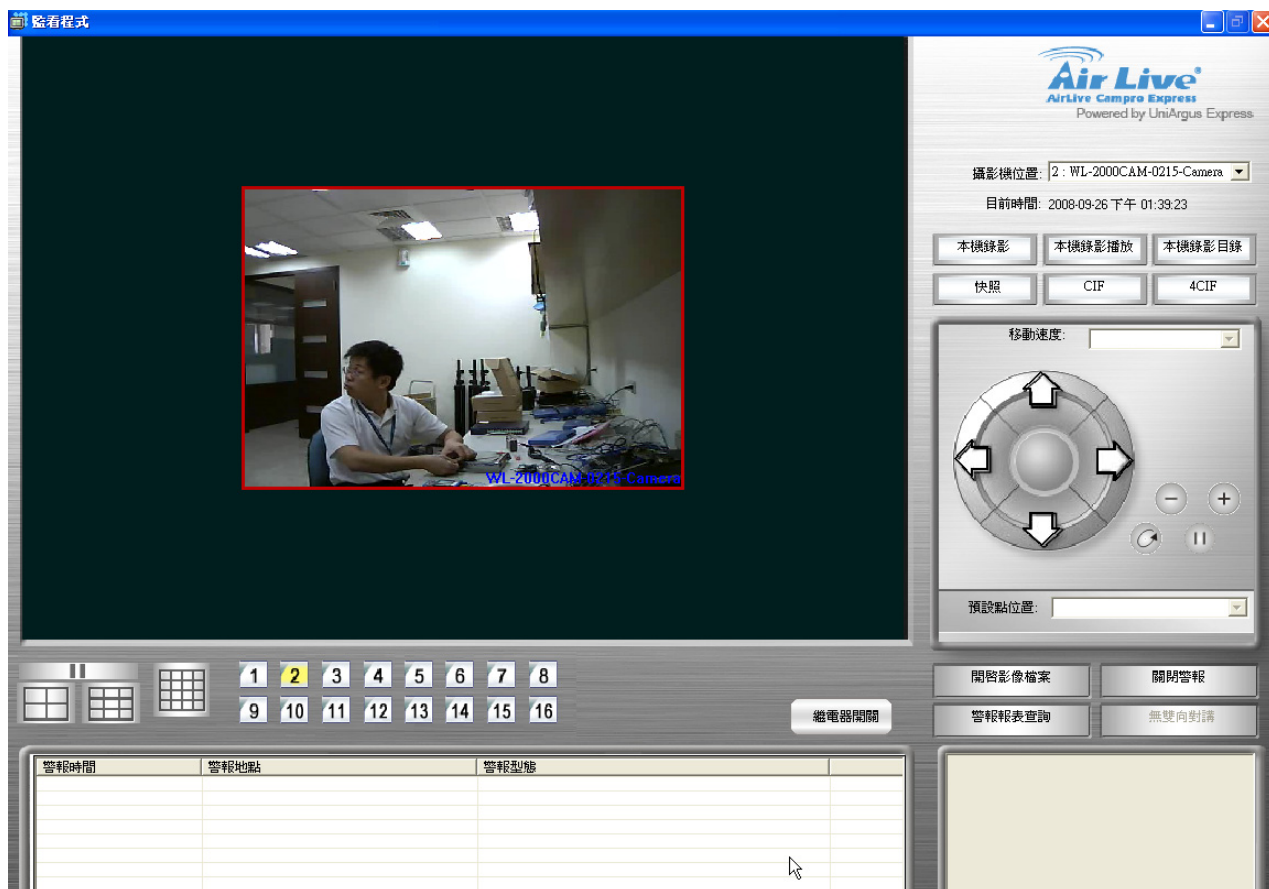 監看程式
Air Live®
AirLive Campro Express
Powered by UniArgus Express
攝影機位置: 2 : WL-2000CAM-0215-Camera
目前時間: 2008-09-26 下午 01:39:23
本機錄影 本機錄影播放 本機錄影目錄
快照 CIF 4CIF
移動速度:
WL-2000CAM-0215-Camera
預設點位置:
1 2 3 4 5 6 7 8
9 10 11 12 13 14 15 16
繼電器開關
開啓影像檔案 關閉警報
警報報表查詢 無雙向對講
警報時間 警報地點 警報型態